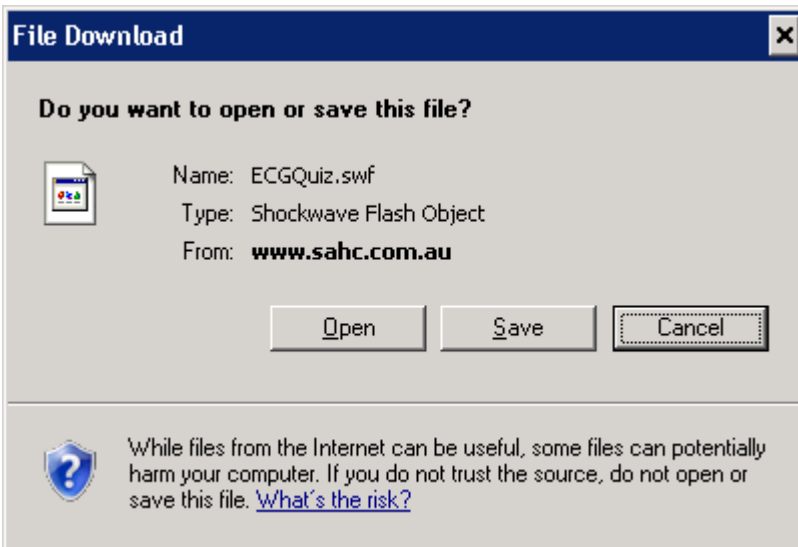 File Download
Do you want to open or save this file?
Name: ECGQuiz.swf
Type: Shockwave Flash Object
From: www.sahc.com.au
Open Save Cancel
While files from the Internet can be useful, some files can potentially
harm your computer. If you do not trust the source, do not open or
save this file. What's the risk?